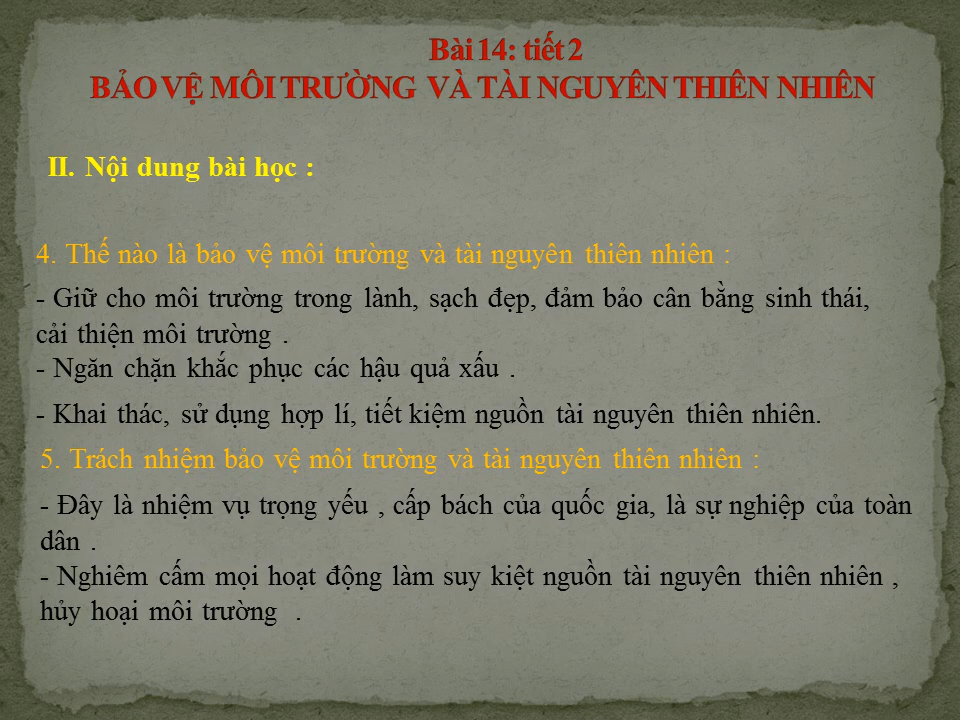 Bài 14: tiết 2
BẢO VỆ MÔI TRƯỜNG VÀ TÀI NGUYÊN THIÊN NHIÊN
II. Nội dung bài học :
4. Thế nào là bảo vệ môi trường và tài nguyên thiên nhiên :
- Giữ cho môi trường trong lành, sạch đẹp, đảm bảo cân bằng sinh thái,
cải thiện môi trường .
- Ngăn chặn khắc phục các hậu quả xấu .
- Khai thác, sử dụng hợp lí, tiết kiệm nguồn tài nguyên thiên nhiên.
5. Trách nhiệm bảo vệ môi trường và tài nguyên thiên nhiên :
- Đây là nhiệm vụ trọng yếu , cấp bách của quốc gia, là sự nghiệp của toàn
dân .
- Nghiêm cấm mọi hoạt động làm suy kiệt nguồn tài nguyên thiên nhiên ,
hủy hoại môi trường .